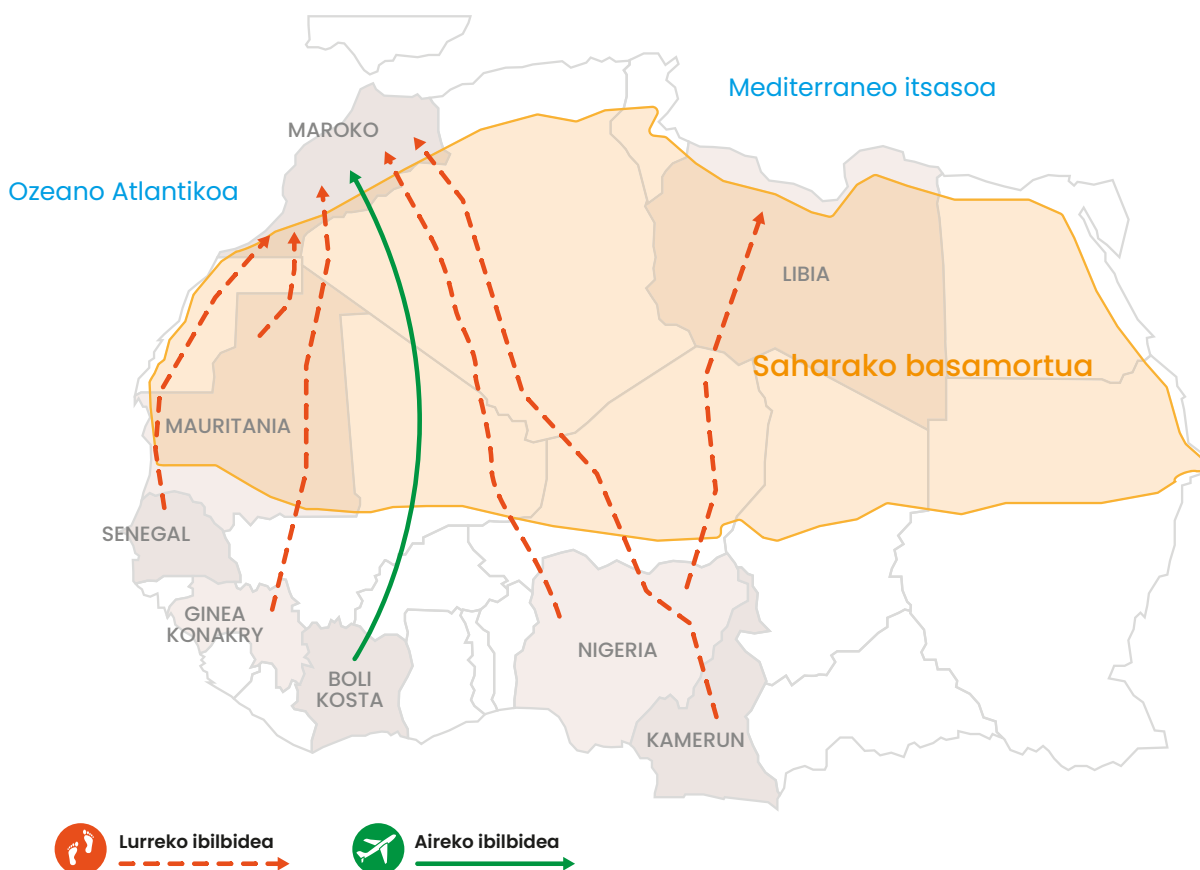 Mediterraneo itsasoa
MAROKO
Ozeano Atlantikoa
LIBIA
Saharako basamortua
MAURITANIA
SENEGAL
GINEA
KONAKRY
NIGERIA
BOLI
KOSTA
KAMERUN
Lurreko ibilbidea
Aireko ibilbidea